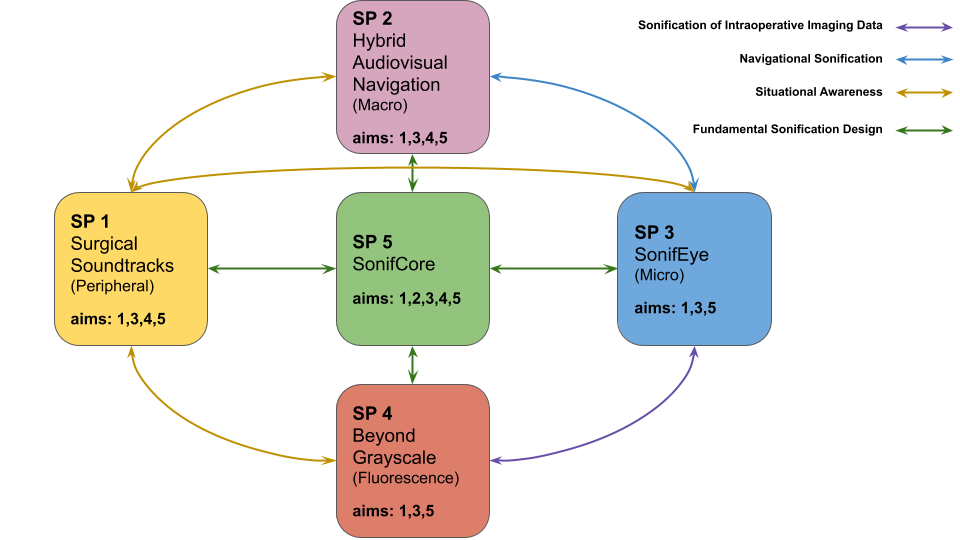 SP 2
Hybrid
Audiovisual
Navigation
(Macro)
aims: 1,3,4,5
Sonification of Intraoperative Imaging Data
Navigational Sonification
Situational Awareness
Fundamental Sonification Design
SP 1
Surgical
Soundtracks
(Peripheral)
aims: 1,3,4,5
SP 5
SonifCore
aims: 1,2,3,4,5
SP 3
SonifEye
(Micro)
aims: 1,3,5
SP 4
Beyond
Grayscale
(Fluorescence)
aims: 1,3,5